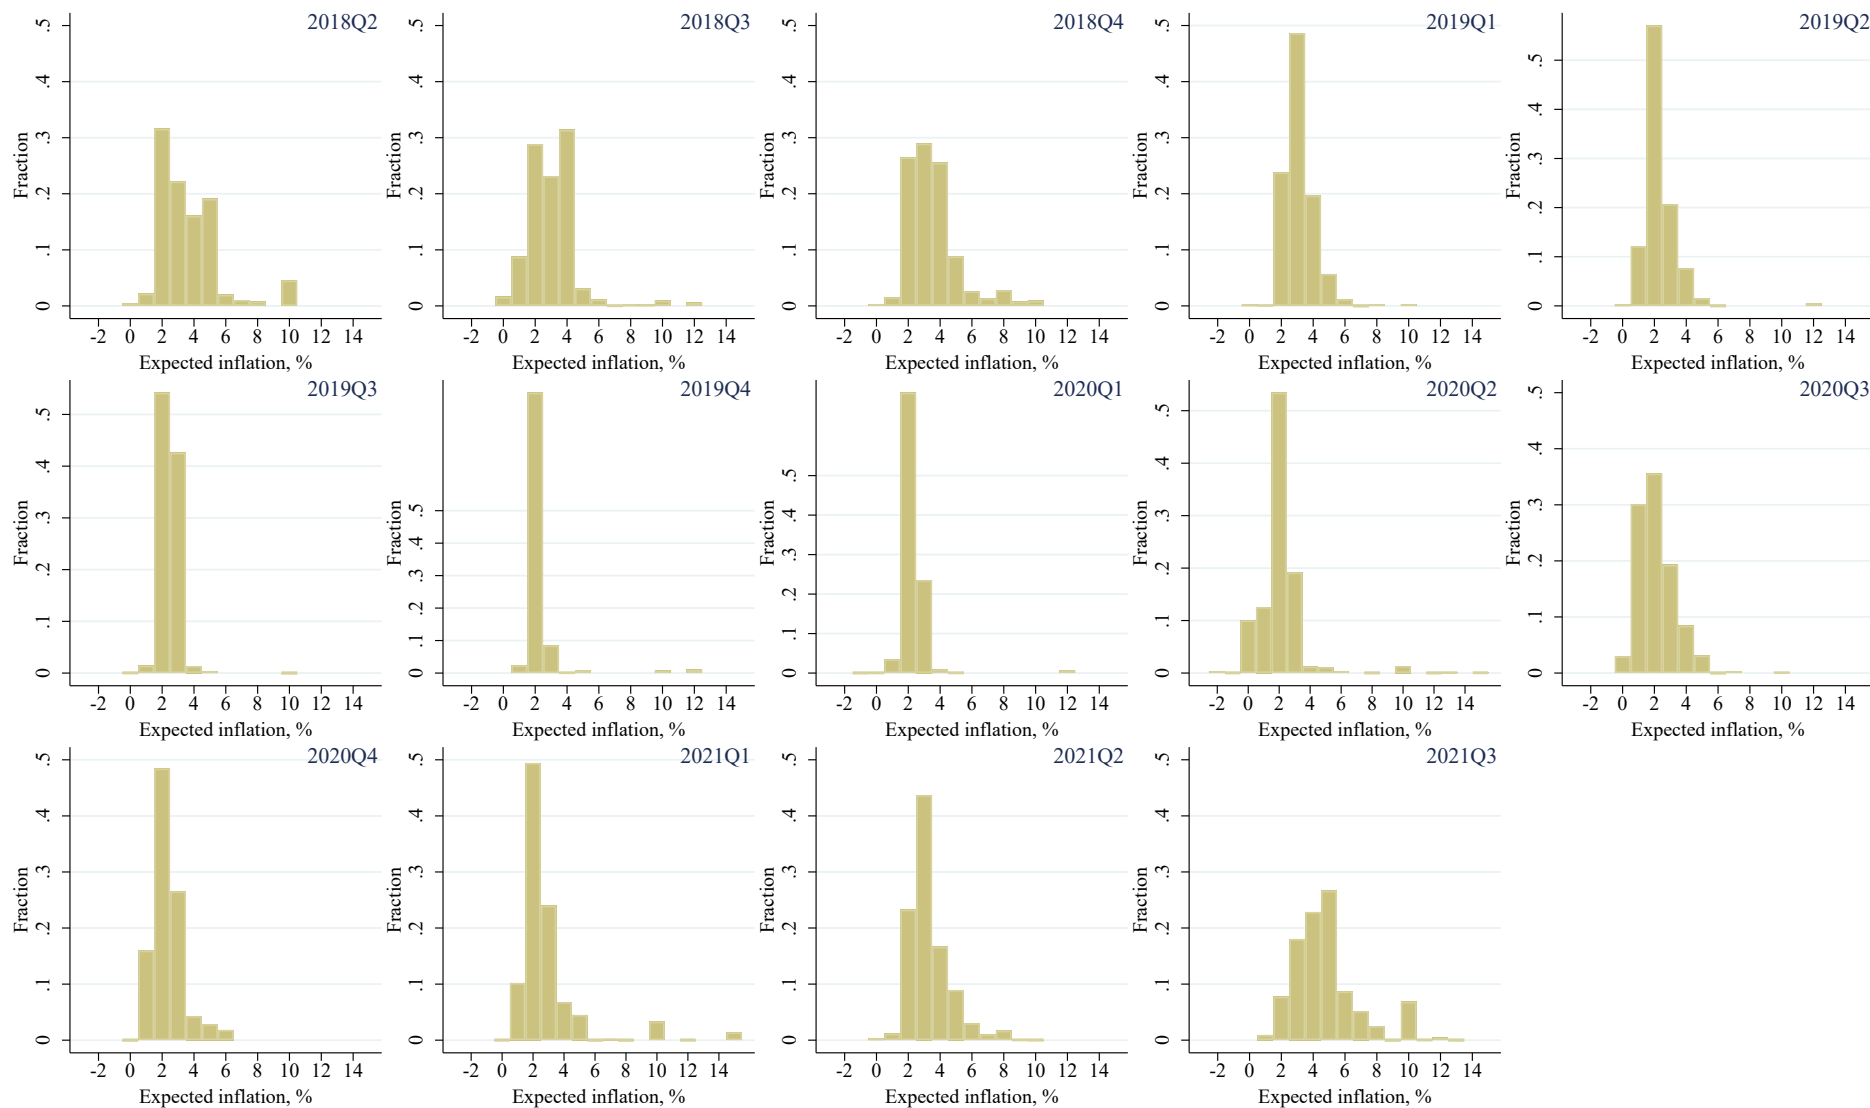 2018Q2
.5
.4
.3
.2
.1
0
Fraction
-2 0 2 4 6 8 10 12 14
Expected inflation, %
2018Q3
.5
.4
.3
.2
.1
0
Fraction
-2 0 2 4 6 8 10 12 14
Expected inflation, %
2018Q4
.5
.4
.3
.2
.1
0
Fraction
-2 0 2 4 6 8 10 12 14
Expected inflation, %
2019Q1
.5
.4
.3
.2
.1
0
Fraction
-2 0 2 4 6 8 10 12 14
Expected inflation, %
2019Q2
.5
.4
.3
.2
.1
0
Fraction
-2 0 2 4 6 8 10 12 14
Expected inflation, %
2019Q3
.5
.4
.3
.2
.1
0
Fraction
-2 0 2 4 6 8 10 12 14
Expected inflation, %
2019Q4
.5
.4
.3
.2
.1
0
Fraction
-2 0 2 4 6 8 10 12 14
Expected inflation, %
2020Q1
.5
.4
.3
.2
.1
0
Fraction
-2 0 2 4 6 8 10 12 14
Expected inflation, %
2020Q2
.5
.4
.3
.2
.1
0
Fraction
-2 0 2 4 6 8 10 12 14
Expected inflation, %
2020Q3
.5
.4
.3
.2
.1
0
Fraction
-2 0 2 4 6 8 10 12 14
Expected inflation, %
2020Q4
.5
.4
.3
.2
.1
0
Fraction
-2 0 2 4 6 8 10 12 14
Expected inflation, %
2021Q1
.5
.4
.3
.2
.1
0
Fraction
-2 0 2 4 6 8 10 12 14
Expected inflation, %
2021Q2
.5
.4
.3
.2
.1
0
Fraction
-2 0 2 4 6 8 10 12 14
Expected inflation, %
2021Q3
.5
.4
.3
.2
.1
0
Fraction
-2 0 2 4 6 8 10 12 14
Expected inflation, %